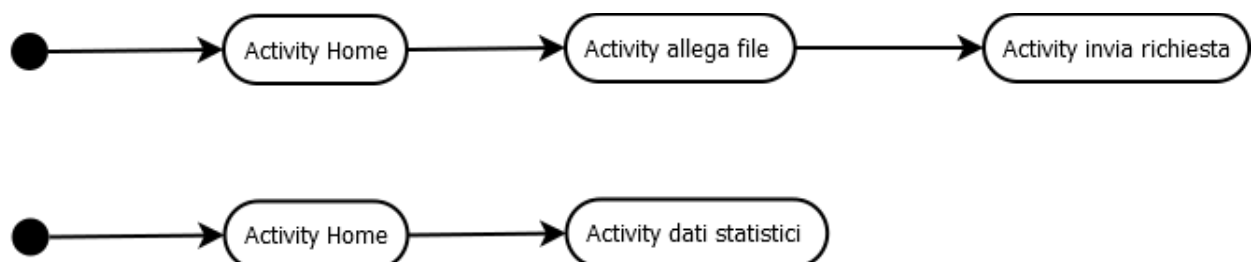 Activity Home
Activity allega file
Activity invia richiesta
Activity Home
Activity dati statistici